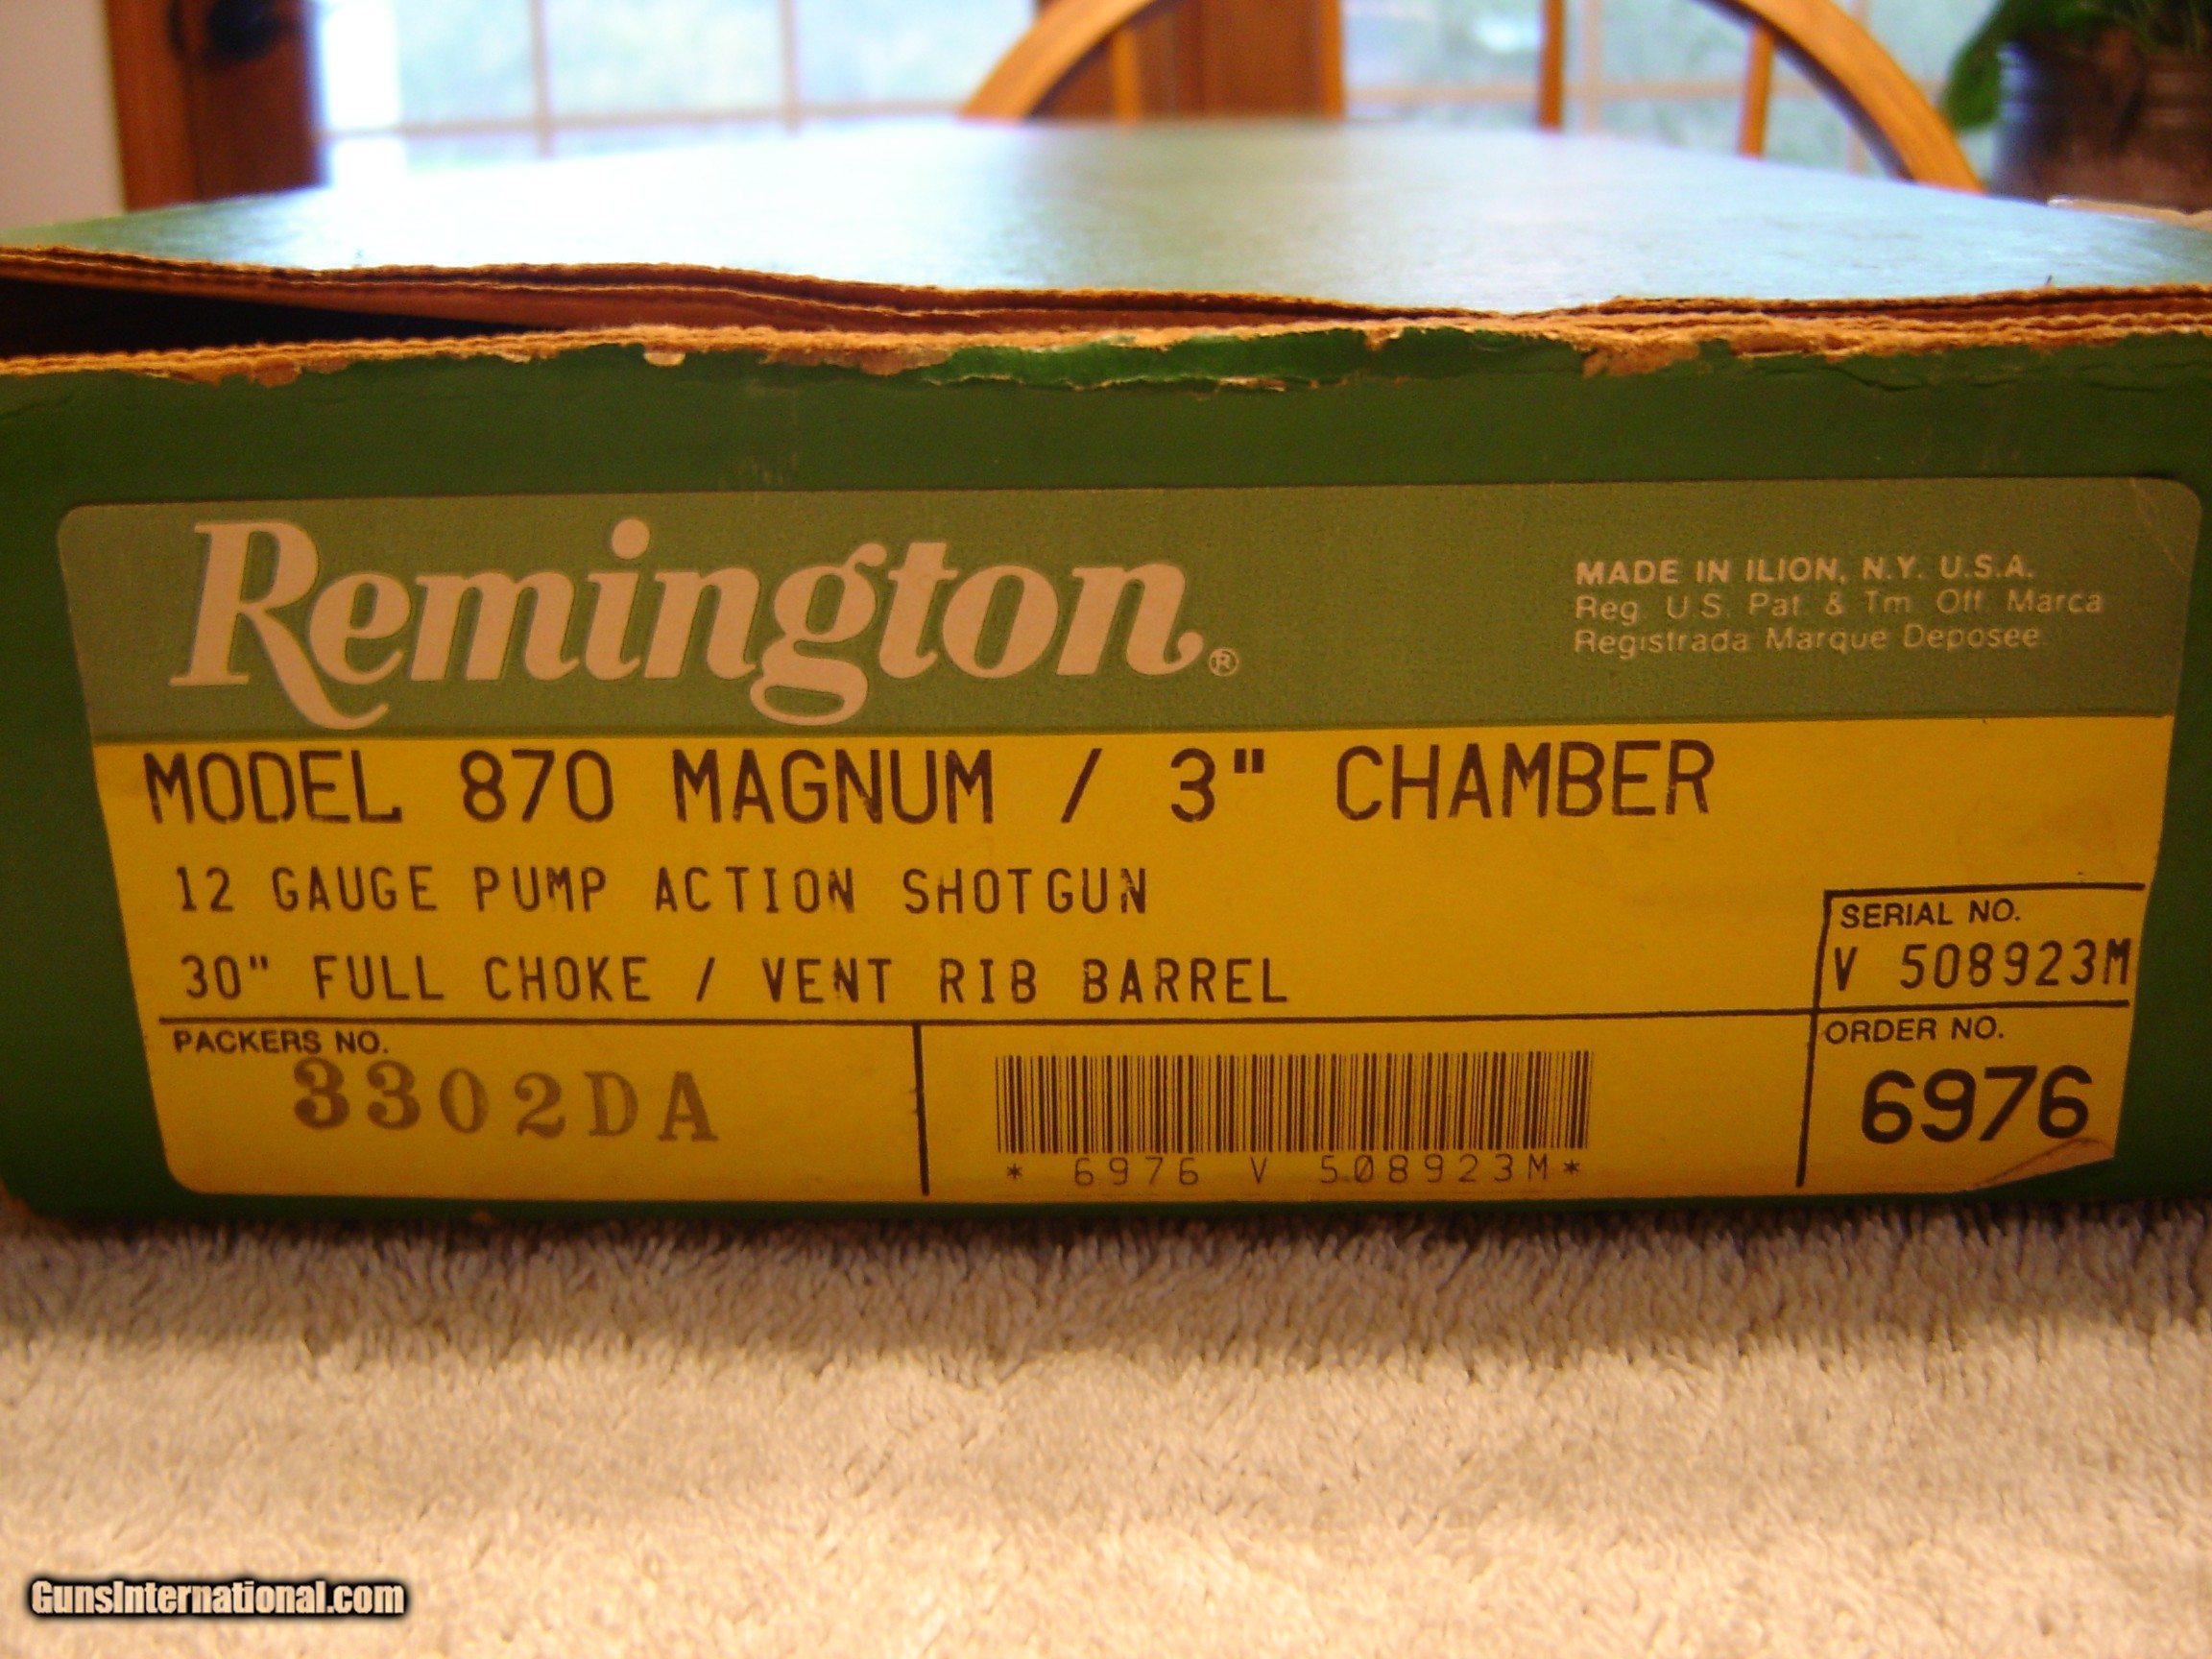 Remington®
MADE IN ILION, N.Y. U.S.A.
Reg. U.S. Pat. & Tm. Off. Marca
Registrada Marque Deposee
MODEL 870 MAGNUM / 3" CHAMBER
12 GAUGE PUMP ACTION SHOTGUN
30" FULL CHOKE / VENT RIB BARREL
SERIAL NO.
V 508923M
PACKERS NO.
3302DA
* 6976 V 508923M*
ORDER NO.
6976
GunsInternational.com